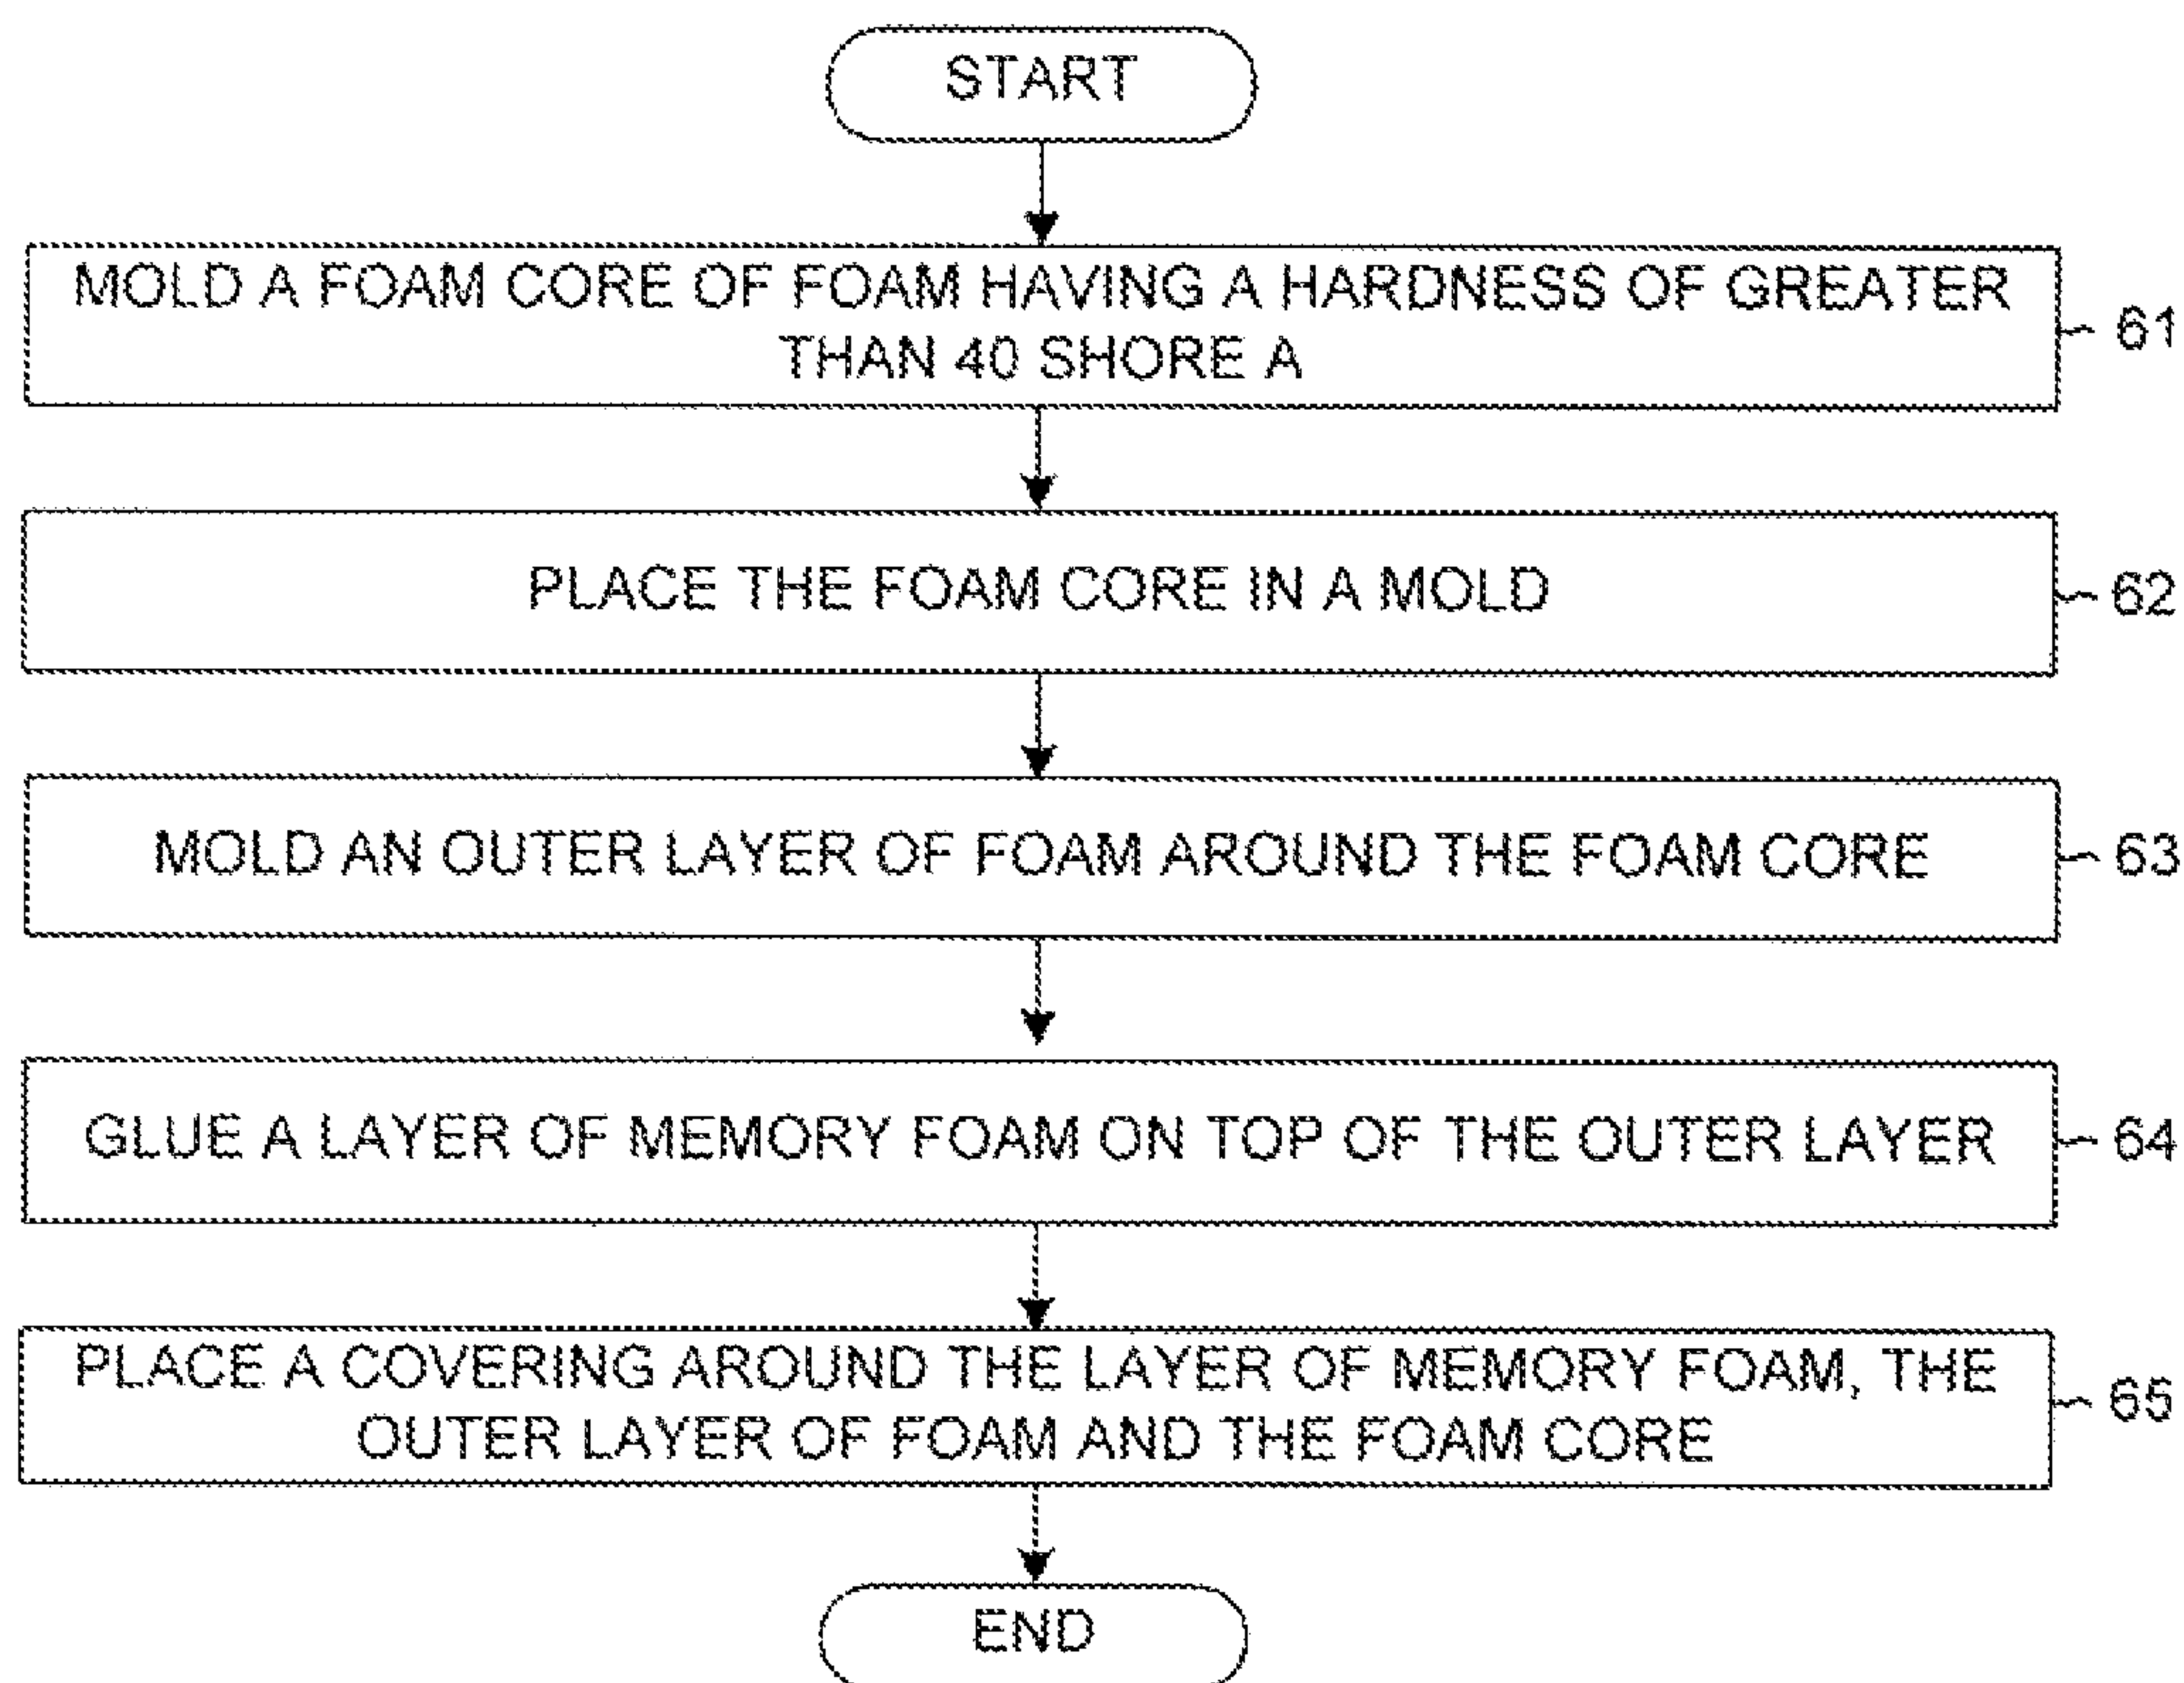 START
MOLD A FOAM CORE OF FOAM HAVING A HARDNESS OF GREATER
THAN 40 SHORE A
61
PLACE THE FOAM CORE IN A MOLD
62
MOLD AN OUTER LAYER OF FOAM AROUND THE FOAM CORE
63
GLUE A LAYER OF MEMORY FOAM ON TOP OF THE OUTER LAYER
64
PLACE A COVERING AROUND THE LAYER OF MEMORY FOAM, THE
OUTER LAYER OF FOAM AND THE FOAM CORE
65
END